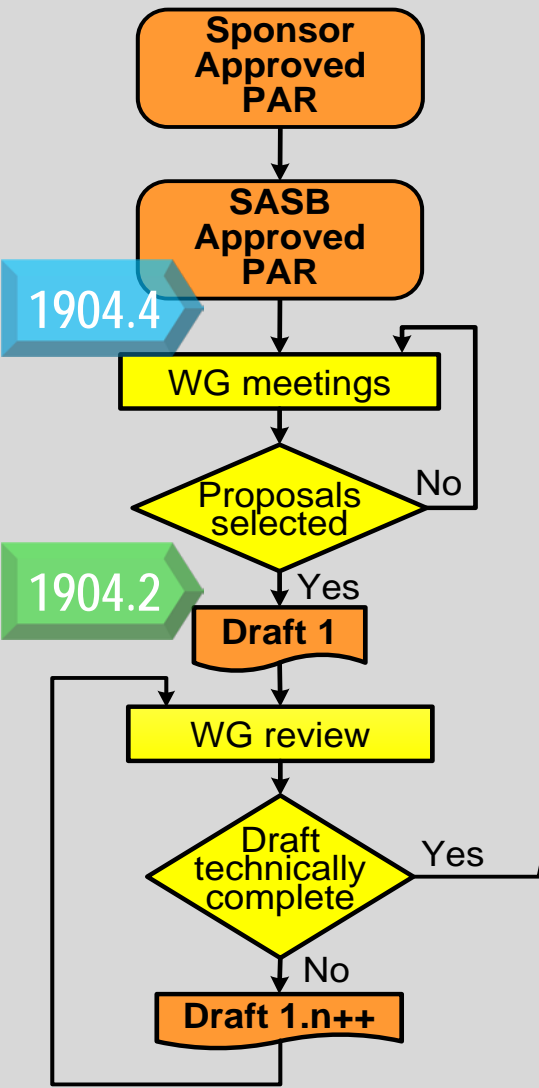 Sponsor
Approved
PAR
SASB
Approved
PAR
1904.4
WG meetings
Proposals
selected
No
Yes
1904.2
Draft 1
WG review
Draft
technically
complete
Yes
No
Draft 1.n++